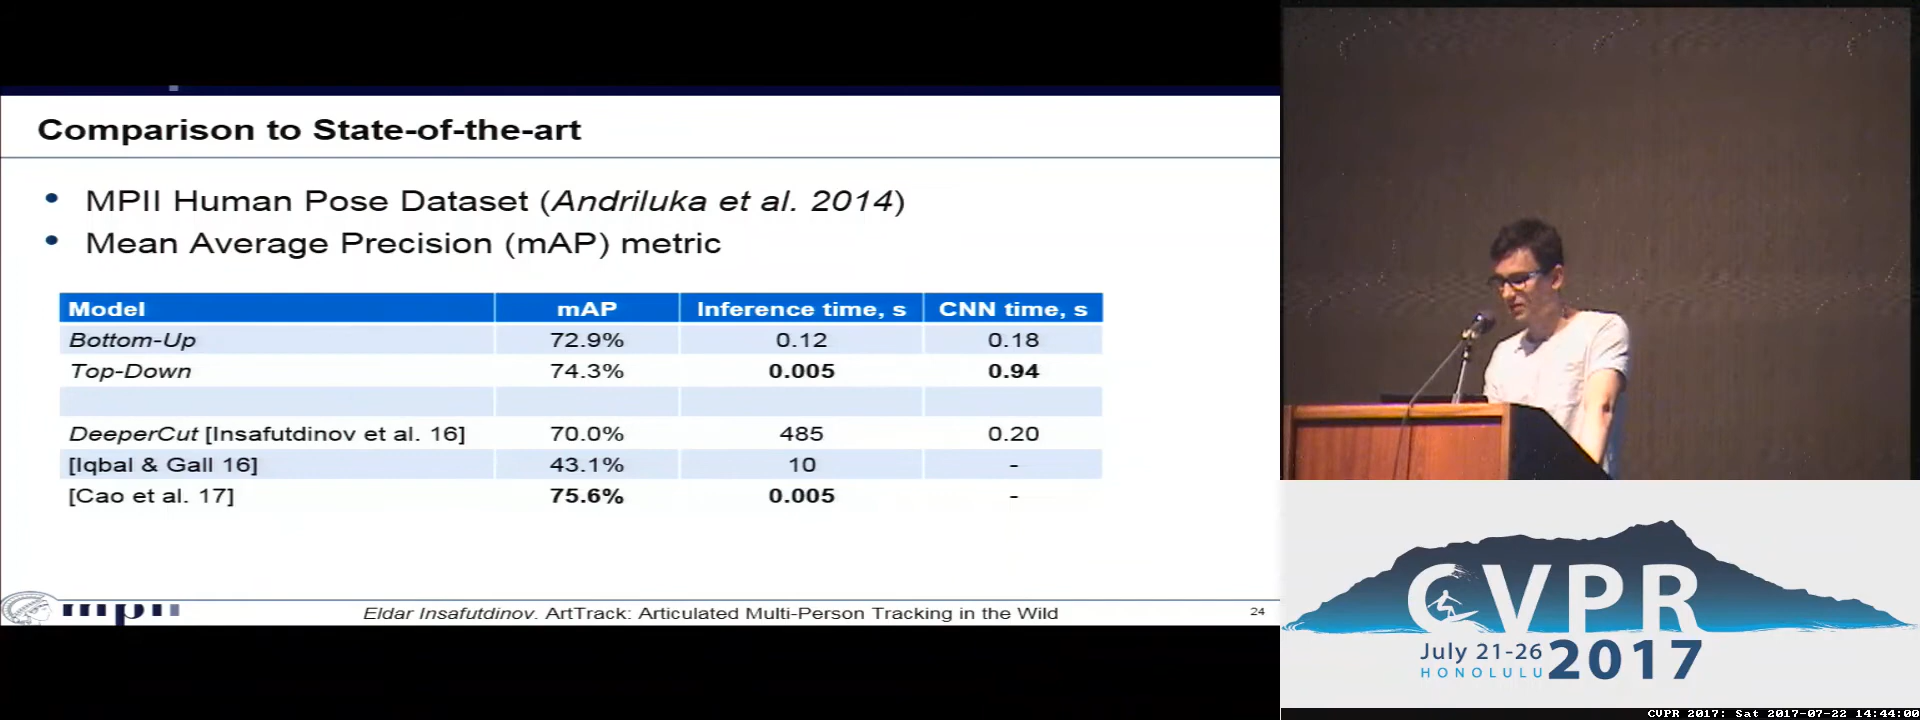 Comparison to State-of-the-art
• MPII Human Pose Dataset (Andriluka et al. 2014)
• Mean Average Precision (mAP) metric
Model mAP Inference time, s CNN time, s
Bottom-Up 72.9% 0.12 0.18
Top-Down 74.3% 0.005 0.94
DeeperCut [Insafutdinov et al. 16] 70.0% 485 0.20
[Iqbal & Gall 16] 43.1% 10 -
[Cao et al. 17] 75.6% 0.005 -
Eldar Insafutdinov. ArtTrack: Articulated Multi-Person Tracking in the Wild
24
CVPR
July 21-26
HONOLULU
2017
CVPR 2017: Sat 2017-07-22 14:44:00